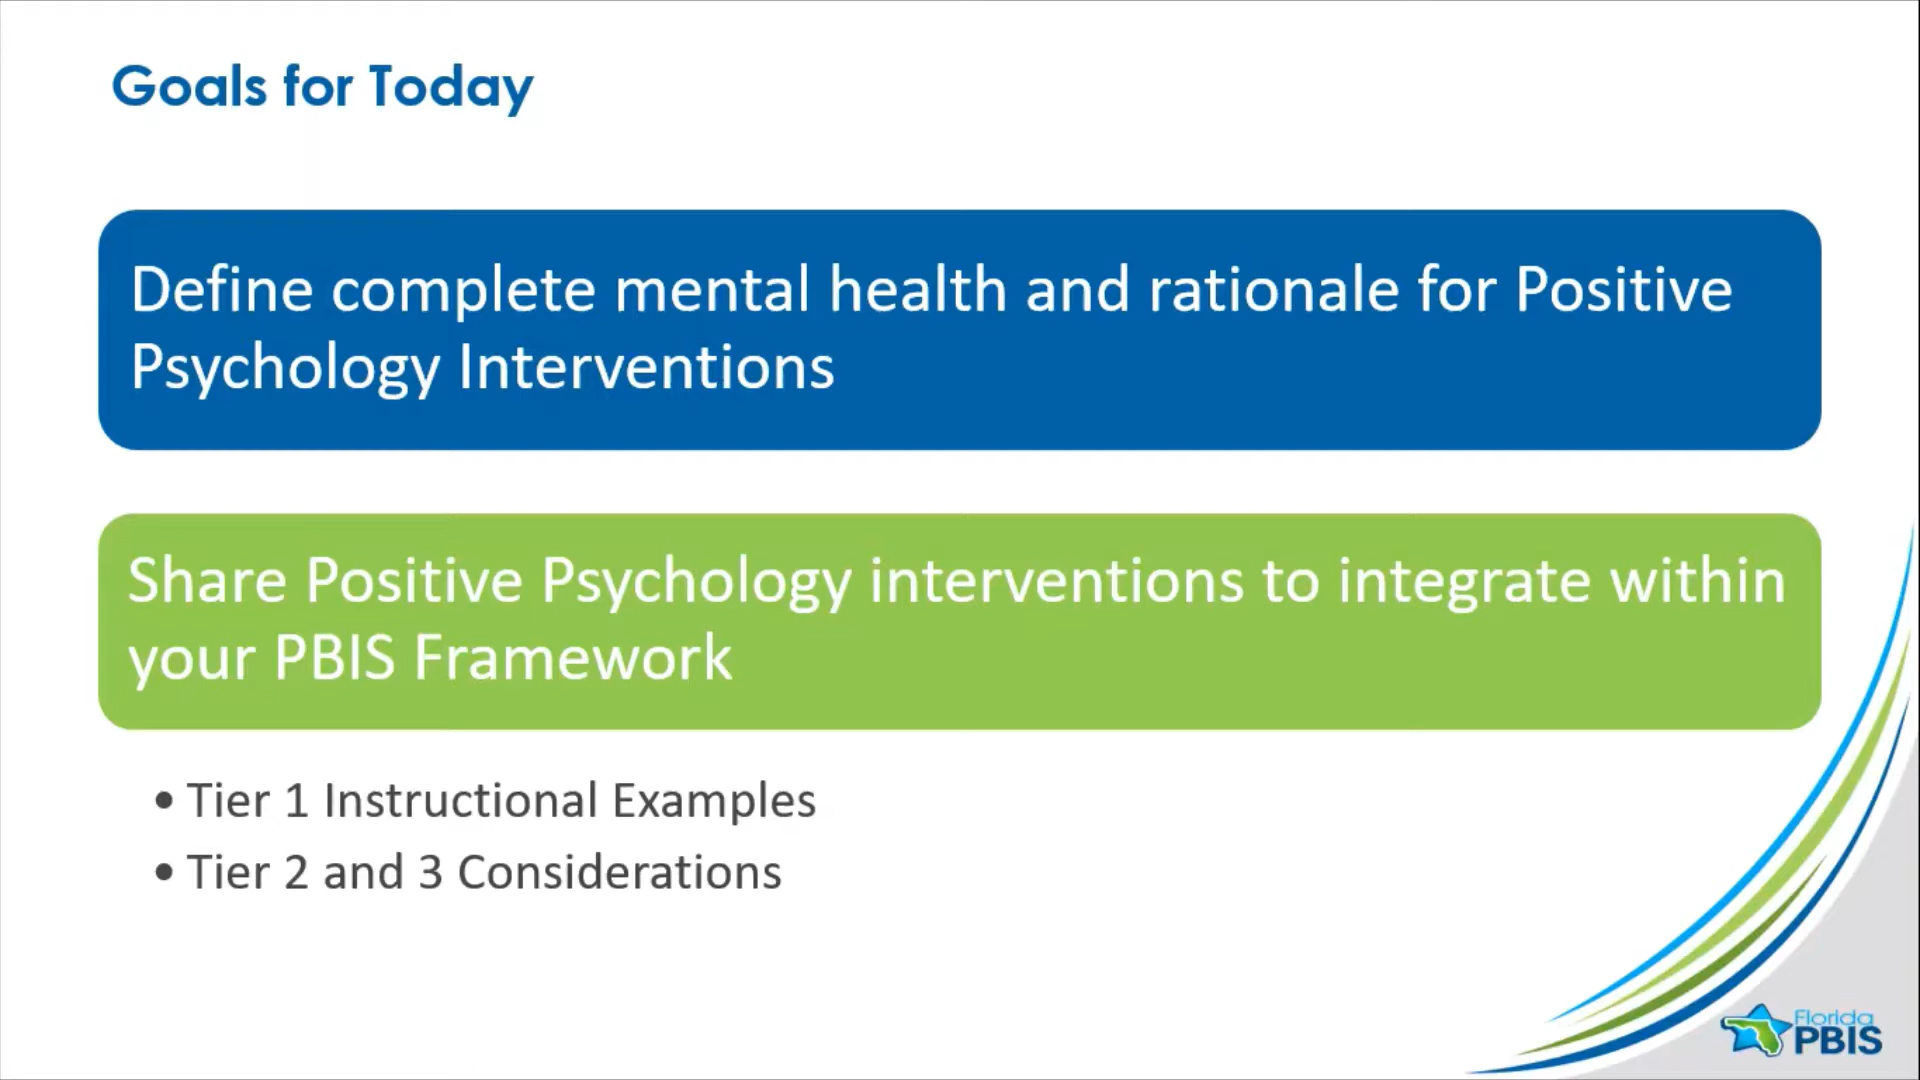 Goals for Today
Define complete mental health and rationale for Positive
Psychology Interventions
Share Positive Psychology interventions to integrate within
your PBIS Framework
• Tier 1 Instructional Examples
• Tier 2 and 3 Considerations
Florida
PBIS